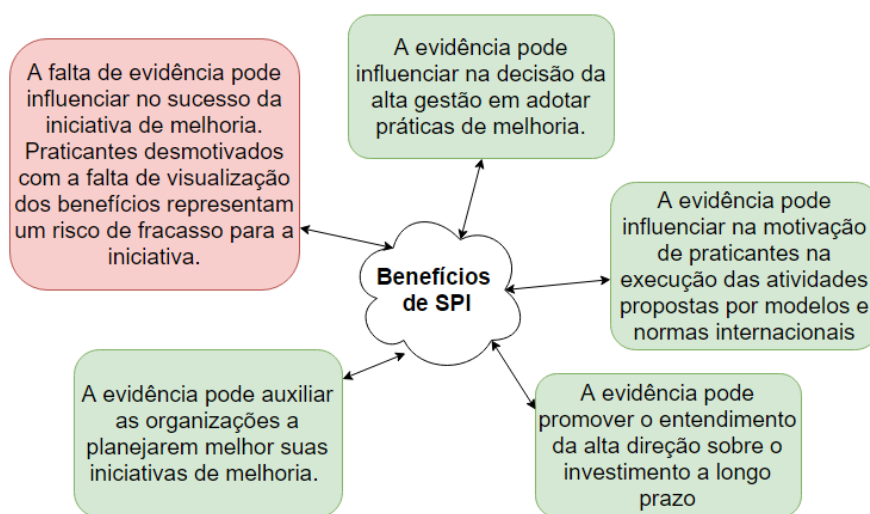 A falta de evidência pode
influenciar no sucesso da
iniciativa de melhoria.
Praticantes desmotivados
com a falta de visualização
dos benefícios representam
um risco de fracasso para a
iniciativa.
A evidência pode
influenciar na decisão da
alta gestão em adotar
práticas de melhoria.
A evidência pode
influenciar na motivação
de praticantes na
execução das atividades
propostas por modelos e
normas internacionais
Benefícios
de SPI
A evidência pode auxiliar
as organizações a
planejarem melhor suas
iniciativas de melhoria.
A evidência pode
promover o entendimento
da alta direção sobre o
investimento a longo
prazo